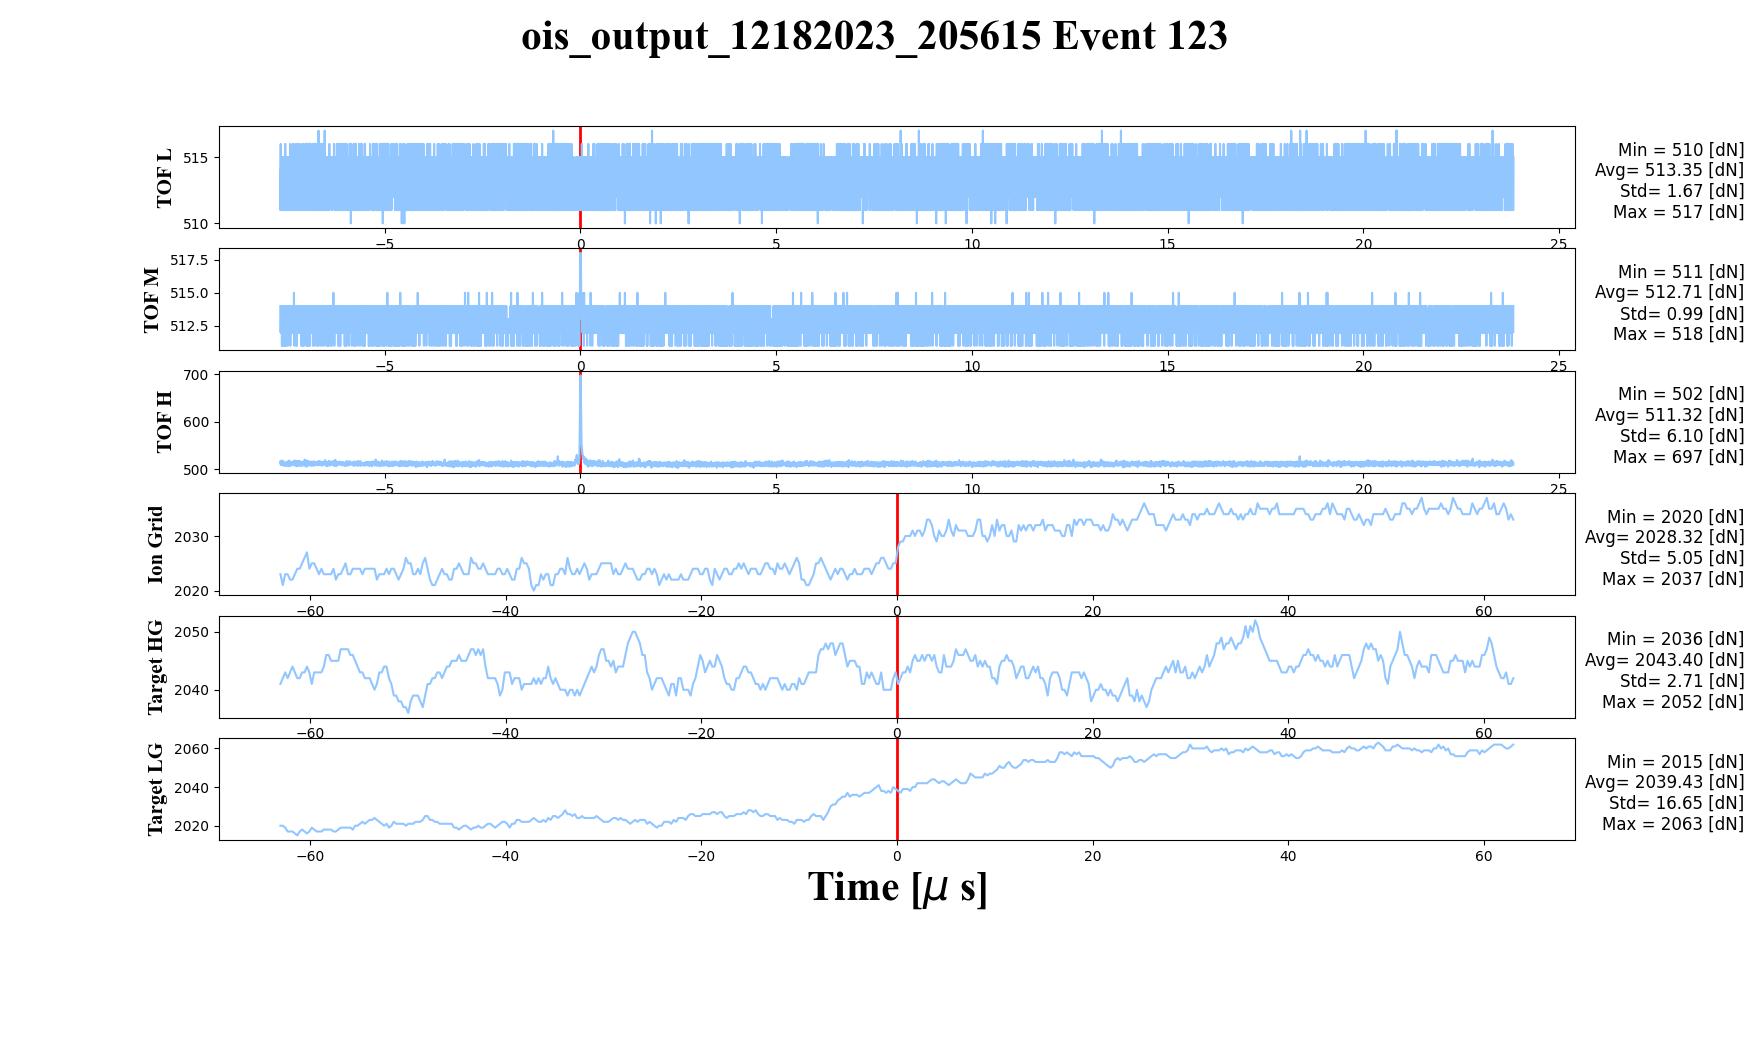 ois_output_12182023_205615 Event 123
TOF L
515
510
−5 0 5 10 15 20 25
Min = 510 [dN]
Avg= 513.35 [dN]
Std= 1.67 [dN]
Max = 517 [dN]
TOF M
517.5
515.0
512.5
−5 0 5 10 15 20 25
Min = 511 [dN]
Avg= 512.71 [dN]
Std= 0.99 [dN]
Max = 518 [dN]
TOF H
700
600
500
−5 0 5 10 15 20 25
Min = 502 [dN]
Avg= 511.32 [dN]
Std= 6.10 [dN]
Max = 697 [dN]
Ion Grid
2030
2020
−60 −40 −20 0 20 40 60
Min = 2020 [dN]
Avg= 2028.32 [dN]
Std= 5.05 [dN]
Max = 2037 [dN]
Target HG
2050
2040
−60 −40 −20 0 20 40 60
Min = 2036 [dN]
Avg= 2043.40 [dN]
Std= 2.71 [dN]
Max = 2052 [dN]
Target LG
2060
2040
2020
−60 −40 −20 0 20 40 60
Min = 2015 [dN]
Avg= 2039.43 [dN]
Std= 16.65 [dN]
Max = 2063 [dN]
Time [μ s]